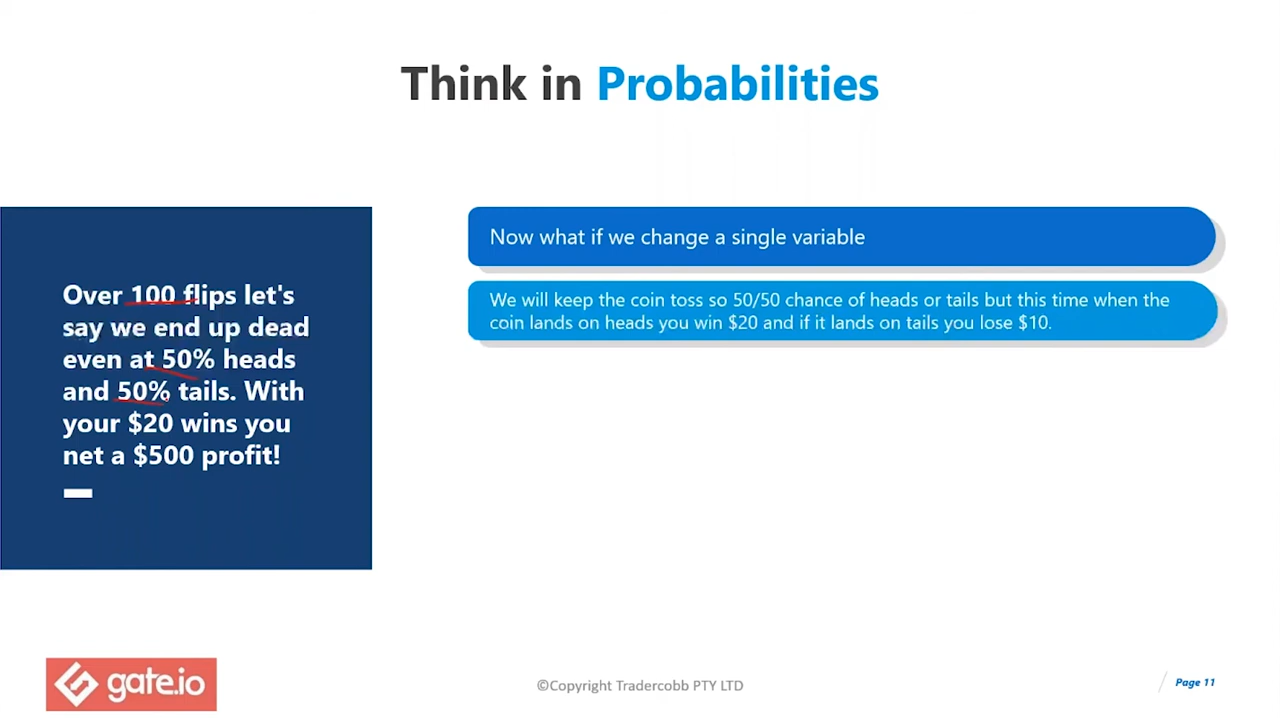 Think in Probabilities
Over 100 flips let's
say we end up dead
even at 50% heads
and 50% tails. With
your $20 wins you
net a $500 profit!
Now what if we change a single variable
We will keep the coin toss so 50/50 chance of heads or tails but this time when the
coin lands on heads you win $20 and if it lands on tails you lose $10.
gate.io
©Copyright Tradercobb PTY LTD
Page 11